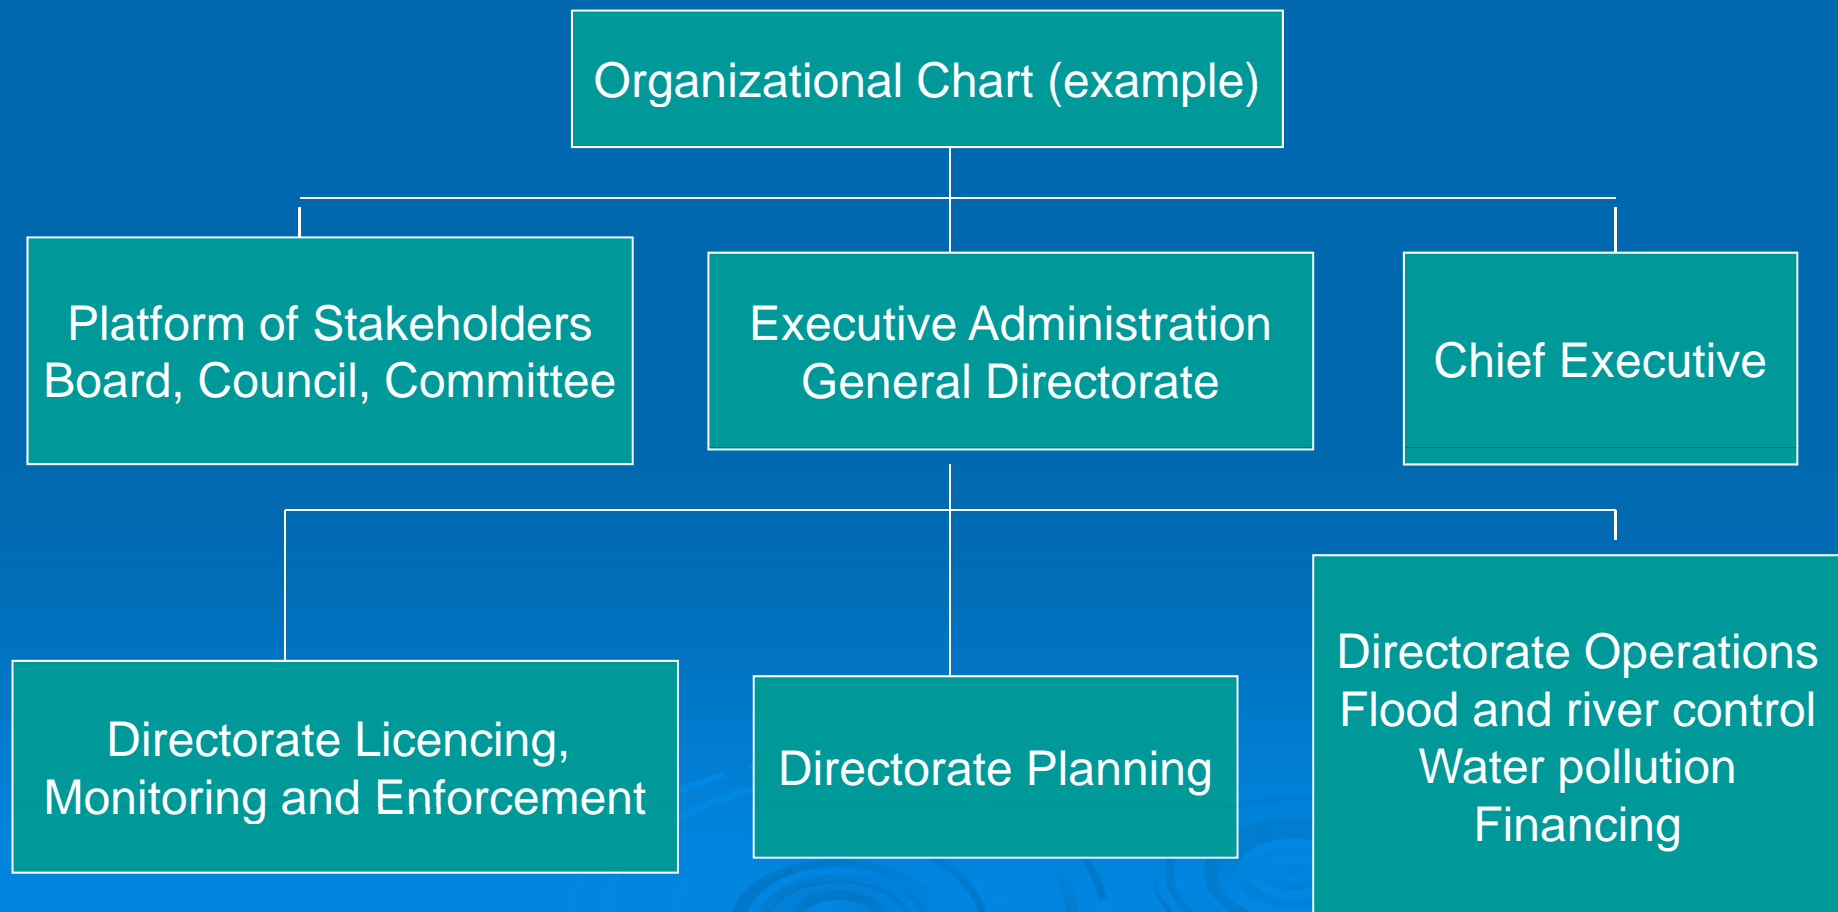 Organizational Chart (example)
Platform of Stakeholders
Board, Council, Committee
Executive Administration
General Directorate
Chief Executive
Directorate Licencing,
Monitoring and Enforcement
Directorate Planning
Directorate Operations
Flood and river control
Water pollution
Financing